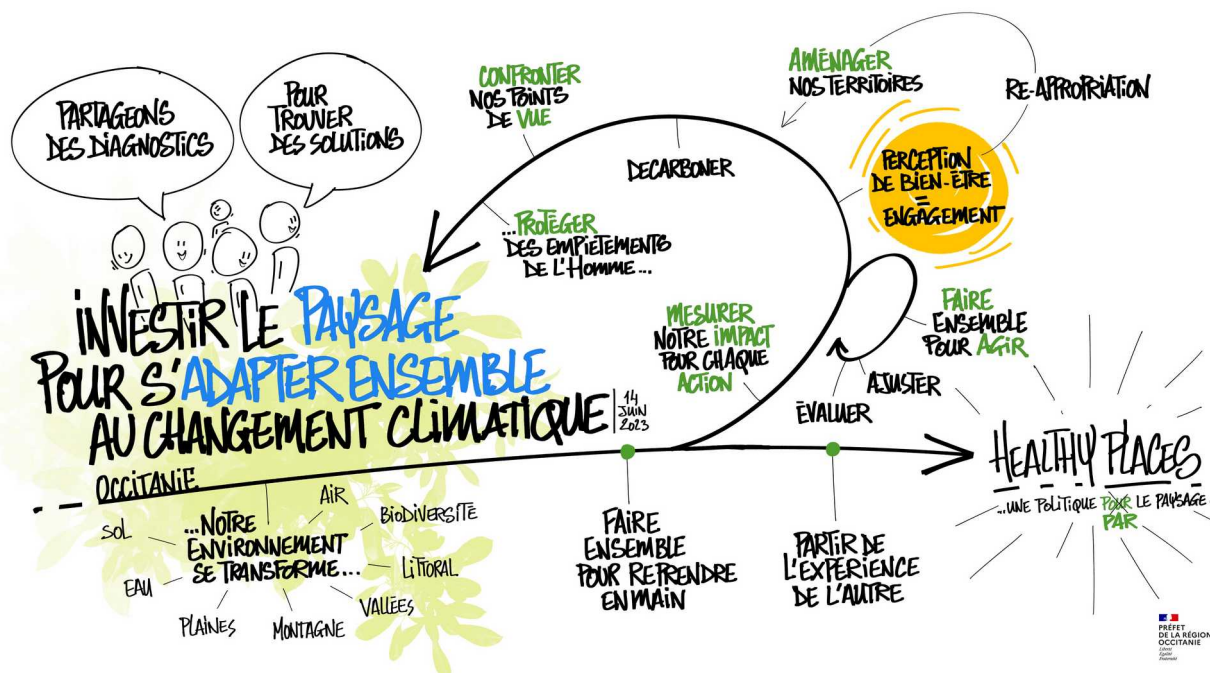 PARTAGEONS
DES DIAGNOSTICS
POUR
TROUVER
DES SOLUTIONS
CONFRONTER
NOS POINTS
DE VUE
AMÉNAGER
NOS TERRITOIRES
RE-APPROPRIATION
DECARBONER
PERCEPTION
DE BIEN-ÊTRE
=
ENGAGEMENT
...PROTÉGER
DES EMPIÈTEMENTS
DE L'HOMME...
INVESTIR LE PAYSAGE
POUR S'ADAPTER ENSEMBLE
AU CHANGEMENT CLIMATIQUE
14
JUIN
2023
MESURER
NOTRE IMPACT
POUR CHAQUE
ACTION
FAIRE
ENSEMBLE
POUR AGIR
AJUSTER
ÉVALUER
OCCITANIE
...NOTRE
ENVIRONNEMENT
SE TRANSFORME...
SOL
EAU
PLAINES
MONTAGNE
VALLÉES
LITTORAL
BIODIVERSITÉ
AIR
FAIRE
ENSEMBLE
POUR REPRENDRE
EN MAIN
PARTIR DE
L'EXPÉRIENCE
DE L'AUTRE
HEALTHY PLACES
...UNE POLITIQUE POUR LE PAYSAGE
PAR
PRÉFET
DE LA RÉGION
OCCITANIE
Liberté
Égalité
Fraternité